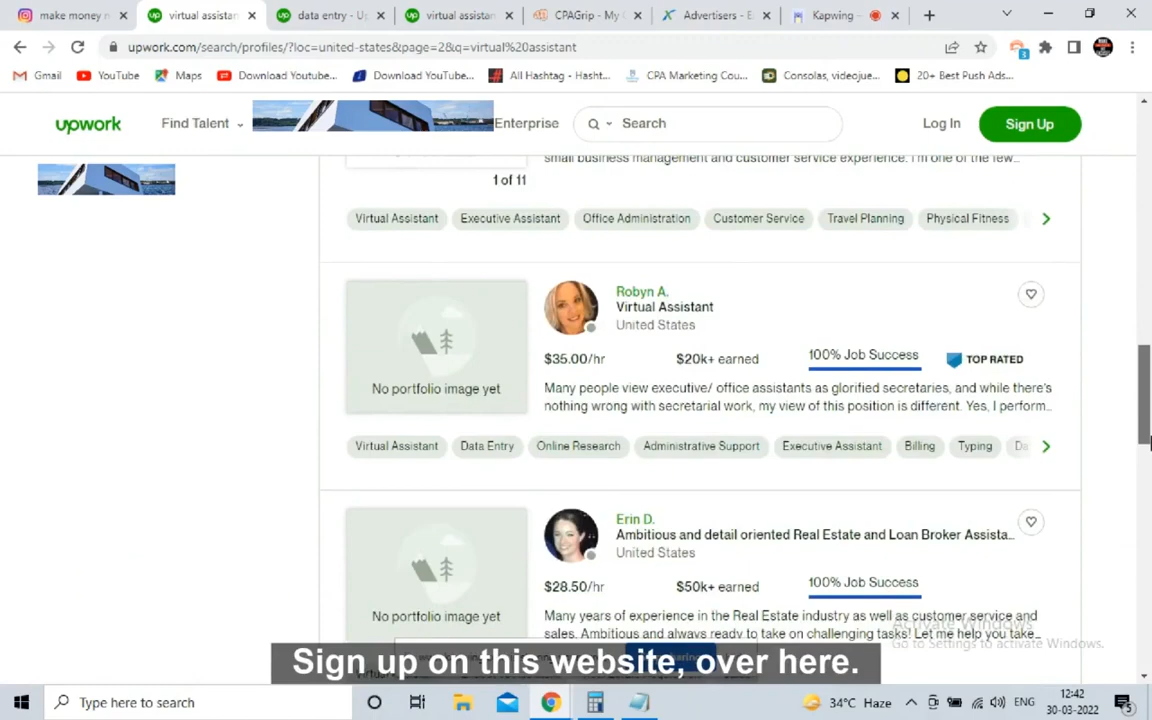 make money n
virtual assistan
data entry - Up
virtual assistan
CPAGrip - My C
Advertisers - E
Kapwing -
upwork.com/search/profiles/?loc=united-states&page=2&q=virtual%20assistant
Gmail
YouTube
Maps
Download Youtube...
Download YouTube...
All Hashtag - Hasht...
CPA Marketing Cou...
Consolas, videojue...
20+ Best Push Ads...
upwork
Find Talent
Enterprise
Search
Log In
Sign Up
small business management and customer service experience. I'm one of the few...
1 of 11
Virtual Assistant
Executive Assistant
Office Administration
Customer Service
Travel Planning
Physical Fitness
Robyn A.
Virtual Assistant
United States
$35.00/hr
$20k+ earned
100% Job Success
TOP RATED
No portfolio image yet
Many people view executive/ office assistants as glorified secretaries, and while there's
nothing wrong with secretarial work, my view of this position is different. Yes, I perform...
Virtual Assistant
Data Entry
Online Research
Administrative Support
Executive Assistant
Billing
Typing
Da
Erin D.
Ambitious and detail oriented Real Estate and Loan Broker Assista...
United States
$28.50/hr
$50k+ earned
100% Job Success
No portfolio image yet
Many years of experience in the Real Estate industry as well as customer service and
sales. Ambitious and always ready to take on challenging tasks! Let me help you take...
Activate Windows
Go to Settings to activate Windows.
Sign up on this website, over here.
Type here to search
34°C Haze
ENG
12:42
30-03-2022
5